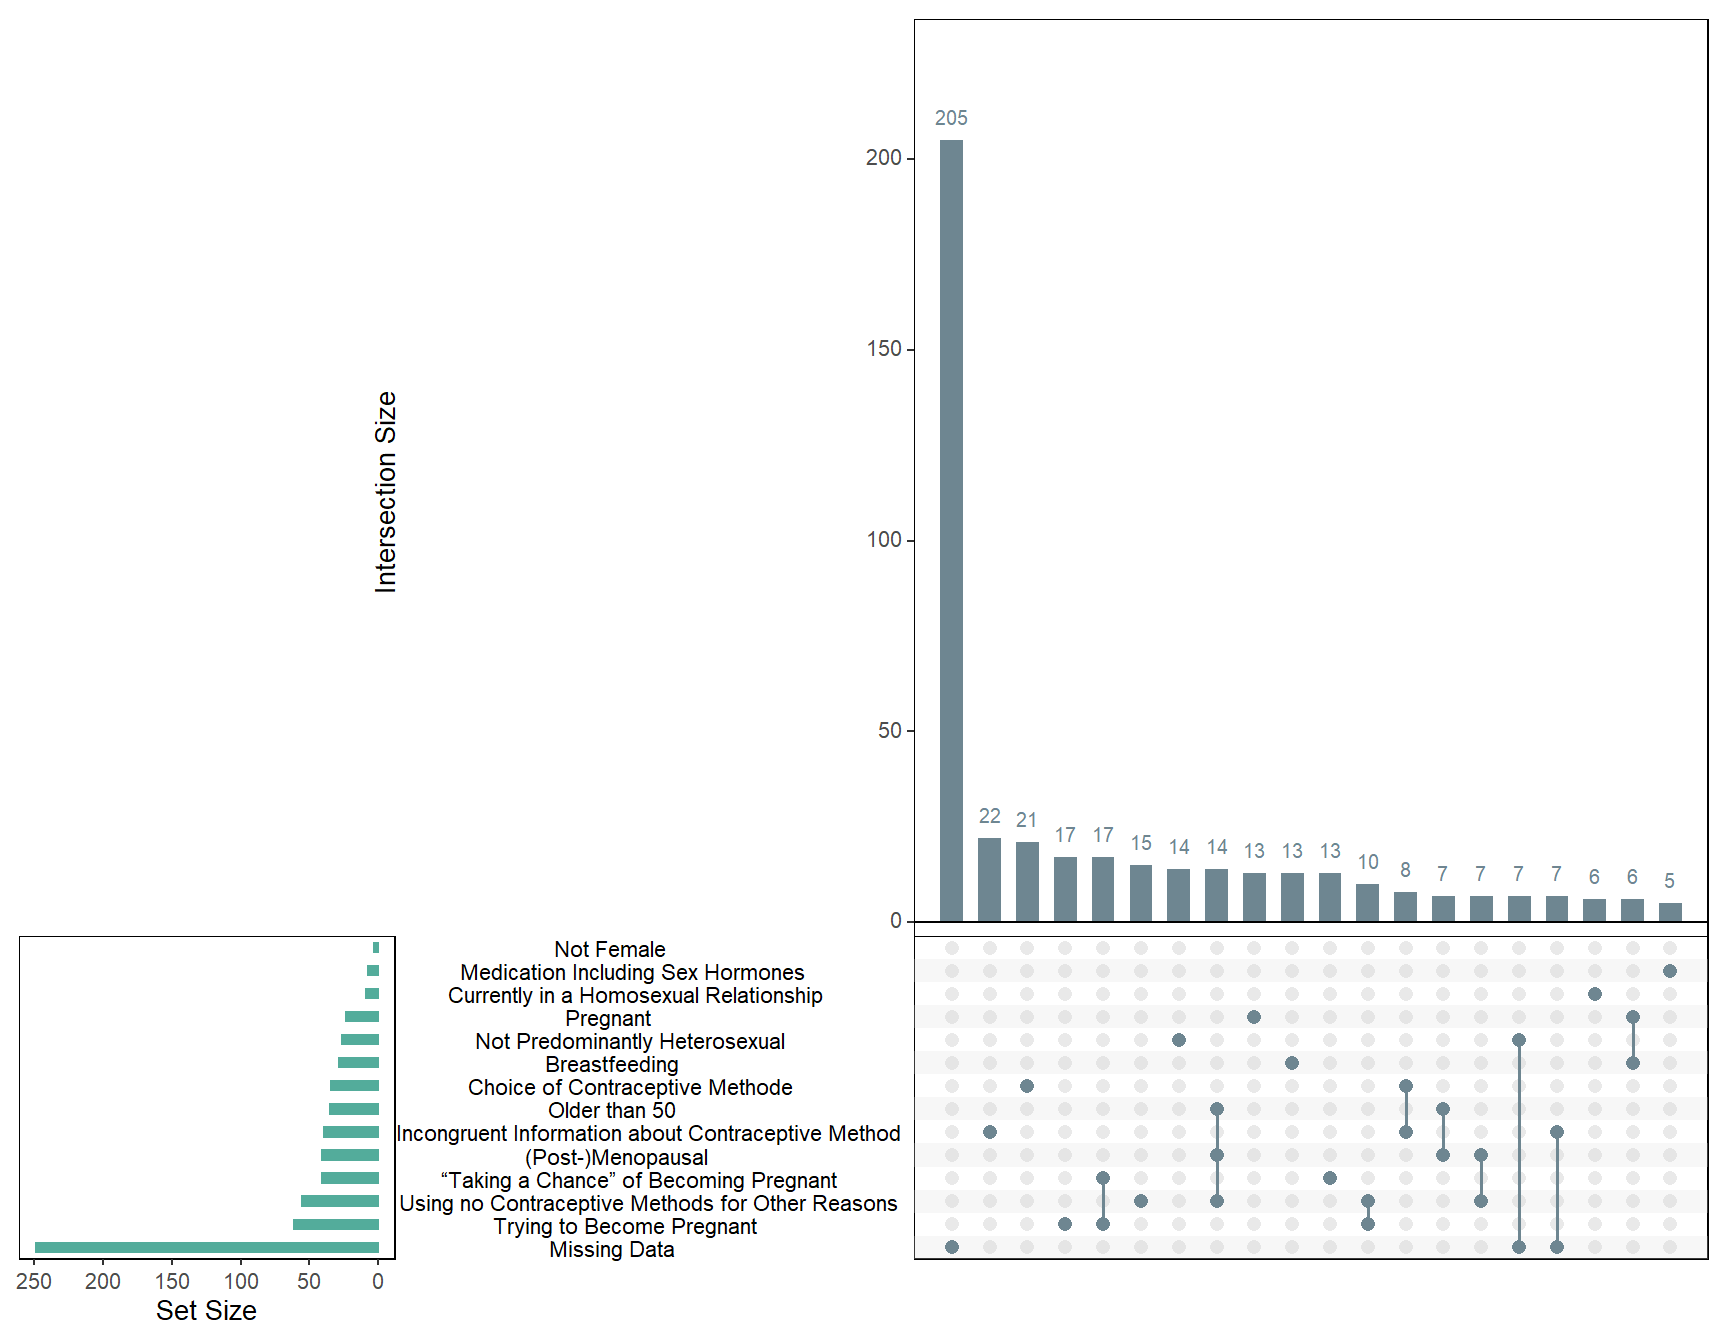 205
200
150
Intersection Size
100
50
22 21 17 17 15 14 14 13 13 13 10 8 7 7 7 7 6 6 5
0
Not Female
Medication Including Sex Hormones
Currently in a Homosexual Relationship
Pregnant
Not Predominantly Heterosexual
Breastfeeding
Choice of Contraceptive Methode
Older than 50
Incongruent Information about Contraceptive Method
(Post-)Menopausal
“Taking a Chance” of Becoming Pregnant
Using no Contraceptive Methods for Other Reasons
Trying to Become Pregnant
Missing Data
250 200 150 100 50 0
Set Size